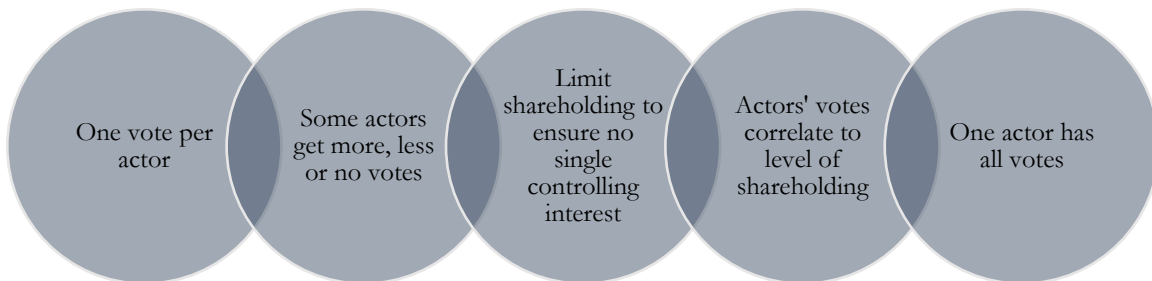 One vote per
actor
Some actors
get more, less
or no votes
Limit
shareholding to
ensure no
single
controlling
interest
Actors' votes
correlate to
level of
shareholding
One actor has
all votes